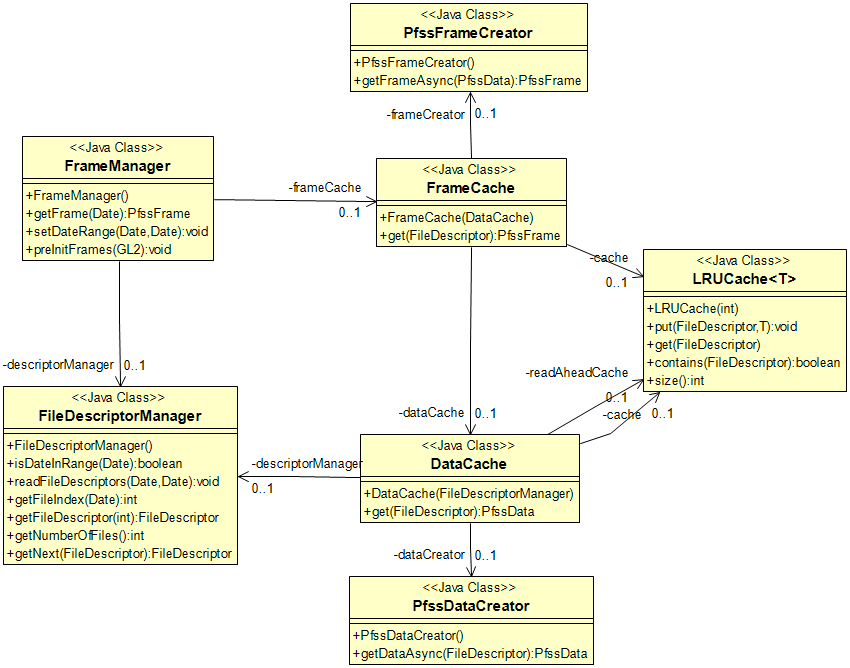 <<Java Class>>
PfssFrameCreator
+PfssFrameCreator()
+getFrameAsync(PfssData):PfssFrame
-frameCreator
0..1
<<Java Class>>
FrameManager
+FrameManager()
+getFrame(Date):PfssFrame
+setDateRange(Date,Date):void
+preInitFrames(GL2):void
-frameCache
0..1
<<Java Class>>
FrameCache
+FrameCache(DataCache)
+get(FileDescriptor):PfssFrame
-cache
0..1
<<Java Class>>
LRUCache<T>
+LRUCache(int)
+put(FileDescriptor,T):void
+get(FileDescriptor)
+contains(FileDescriptor):boolean
+size():int
-descriptorManager
0..1
-readAheadCache
0..1
-cache
0..1
-dataCache
0..1
<<Java Class>>
FileDescriptorManager
+FileDescriptorManager()
+isDateInRange(Date):boolean
+readFileDescriptors(Date,Date):void
+getFileIndex(Date):int
+getFileDescriptor(int):FileDescriptor
+getNumberOfFiles():int
+getNext(FileDescriptor):FileDescriptor
-descriptorManager
0..1
<<Java Class>>
DataCache
+DataCache(FileDescriptorManager)
+get(FileDescriptor):PfssData
-dataCreator
0..1
<<Java Class>>
PfssDataCreator
+PfssDataCreator()
+getDataAsync(FileDescriptor):PfssData